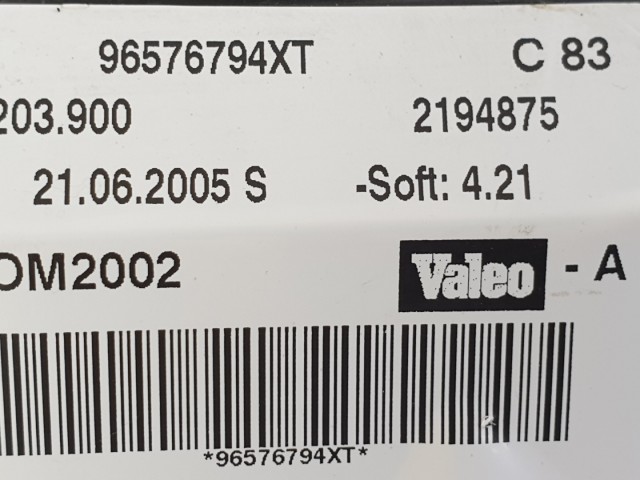 96576794XT C 83
203.900 2194875
21.06.2005 S -Soft: 4.21
OM2002 Valeo - A
*96576794XT*